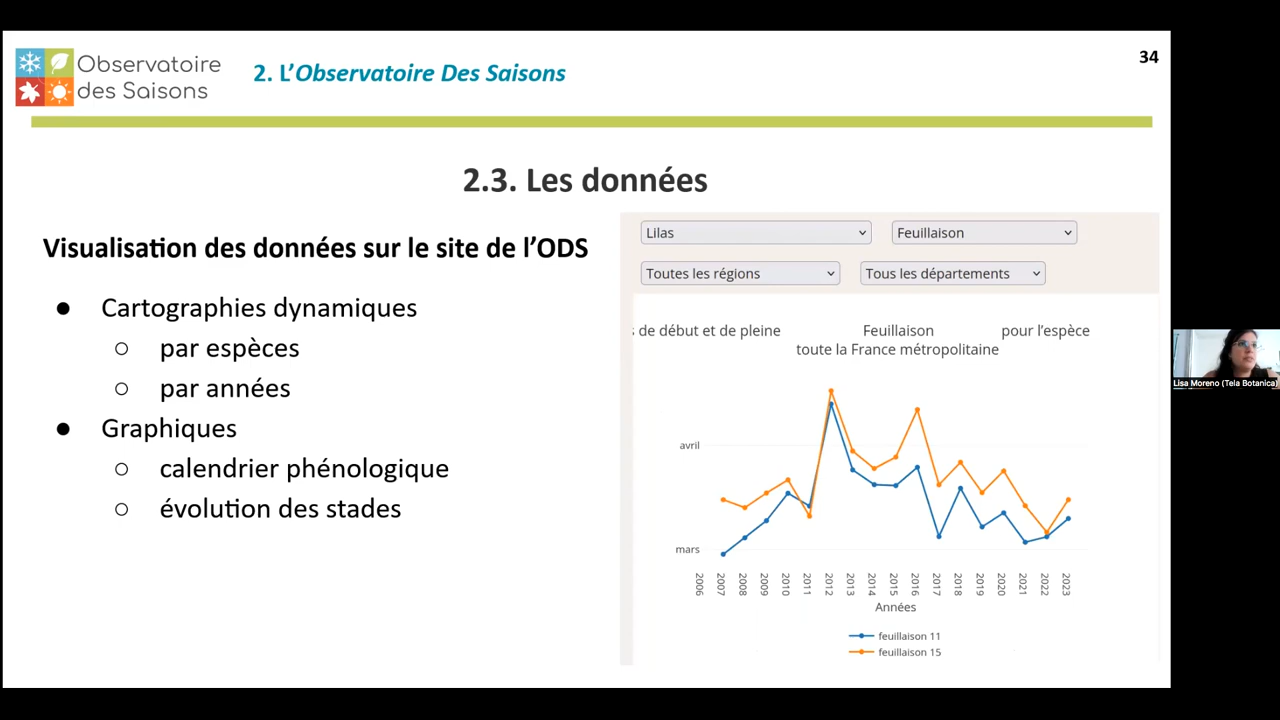 Observatoire
des Saisons
2. L’Observatoire Des Saisons
34
2.3. Les données
Visualisation des données sur le site de l’ODS
● Cartographies dynamiques
○ par espèces
○ par années
● Graphiques
○ calendrier phénologique
○ évolution des stades
Lilas
Feuillaison
Toutes les régions
Tous les départements
de début et de pleine Feuillaison pour l’espèce
toute la France métropolitaine
avril
mars
2006 2007 2008 2009 2010 2011 2012 2013 2014 2015 2016 2017 2018 2019 2020 2021 2022 2023
Années
feuillaison 11
feuillaison 15
Lisa Moreno (Tela Botanica)